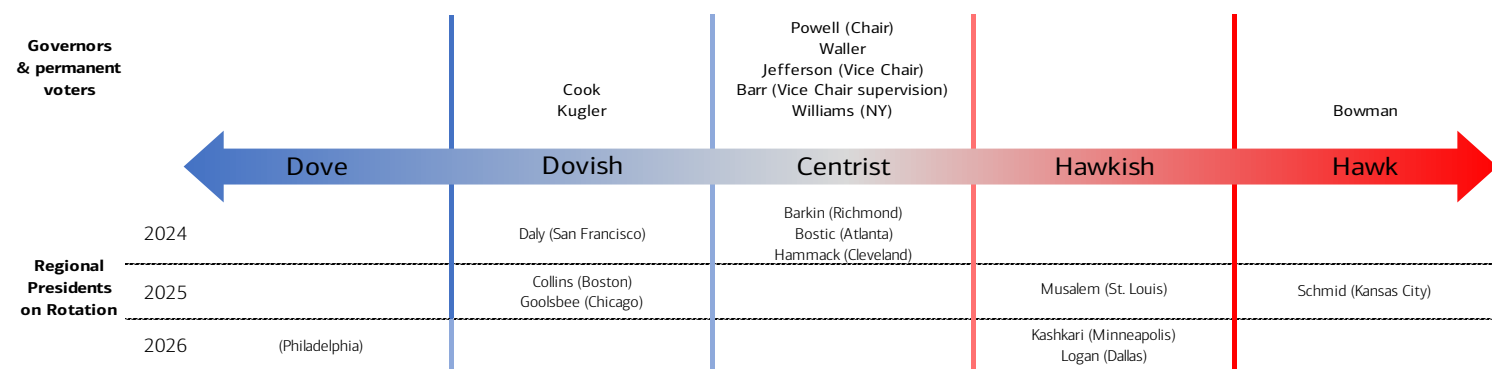 Governors
& permanent
voters
Powell (Chair)
Waller
Jefferson (Vice Chair)
Barr (Vice Chair supervision)
Williams (NY)
Cook
Kugler
Bowman
Dove
Dovish
Centrist
Hawkish
Hawk
Regional
Presidents
on Rotation
2024
Daly (San Francisco)
Barkin (Richmond)
Bostic (Atlanta)
Hammack (Cleveland)
2025
Collins (Boston)
Goolsbee (Chicago)
Musalem (St. Louis)
Schmid (Kansas City)
2026
(Philadelphia)
Kashkari (Minneapolis)
Logan (Dallas)